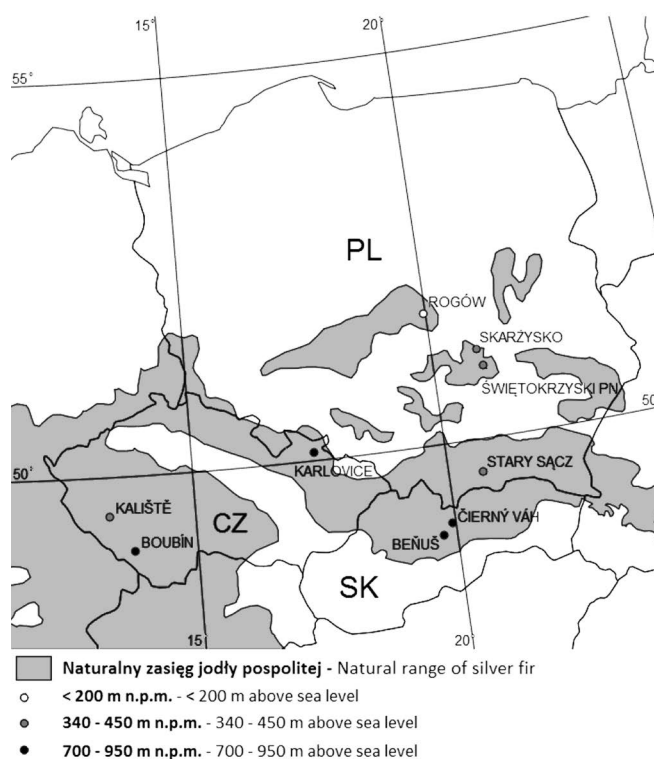 15°
20°
55°
PL
ROGÓW
SKARŻYSKO
ŚWIĘTOKRZYSKI PN
50°
50°
KARLOVICE
STARY SĄCZ
KALIŠTĚ
CZ
ČIERNÝ VÁH
BOUBÍN
BEŇUŠ
SK
15
20
Naturalny zasięg jodły pospolitej - Natural range of silver fir
< 200 m n.p.m. - < 200 m above sea level
340 - 450 m n.p.m. - 340 - 450 m above sea level
700 - 950 m n.p.m. - 700 - 950 m above sea level